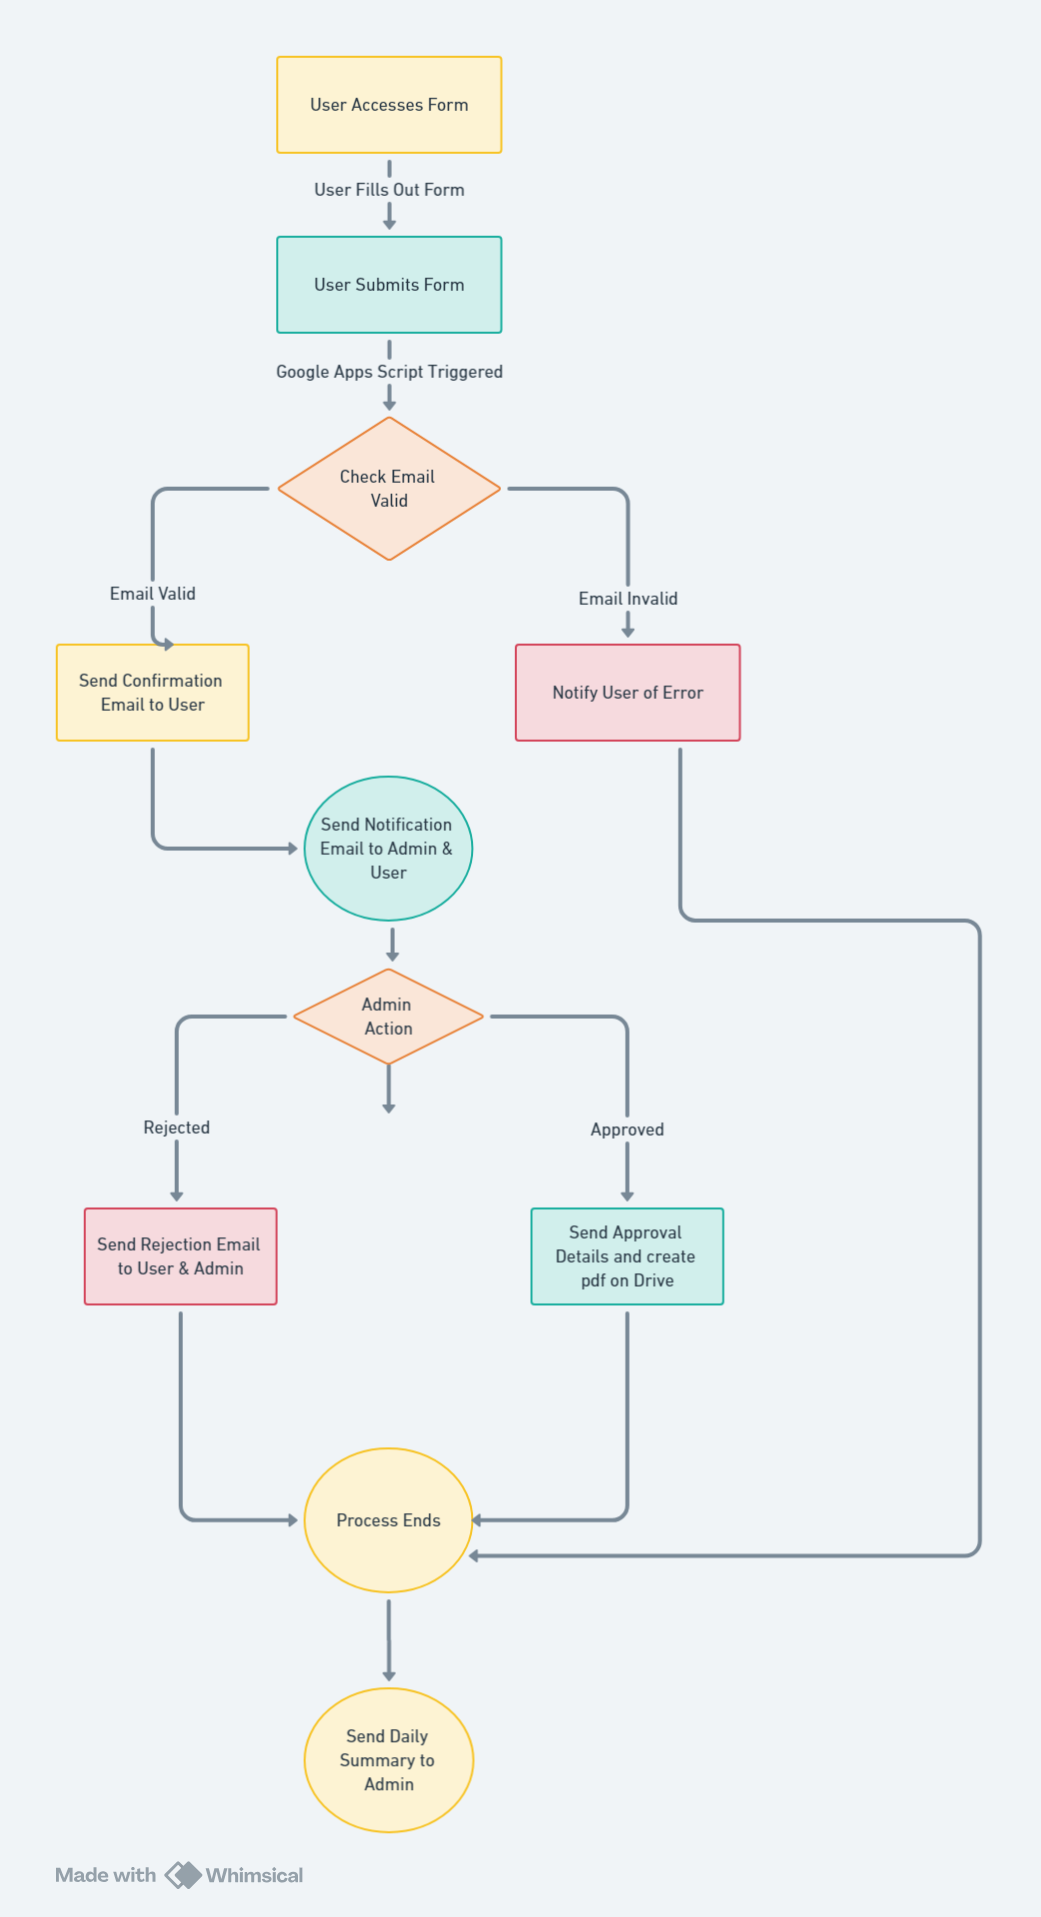 User Accesses Form
User Fills Out Form
User Submits Form
Google Apps Script Triggered
Check Email
Valid
Email Valid
Email Invalid
Send Confirmation
Email to User
Notify User of Error
Send Notification
Email to Admin &
User
Admin
Action
Rejected
Approved
Send Rejection Email
to User & Admin
Send Approval
Details and create
pdf on Drive
Process Ends
Send Daily
Summary to
Admin
Made with Whimsical